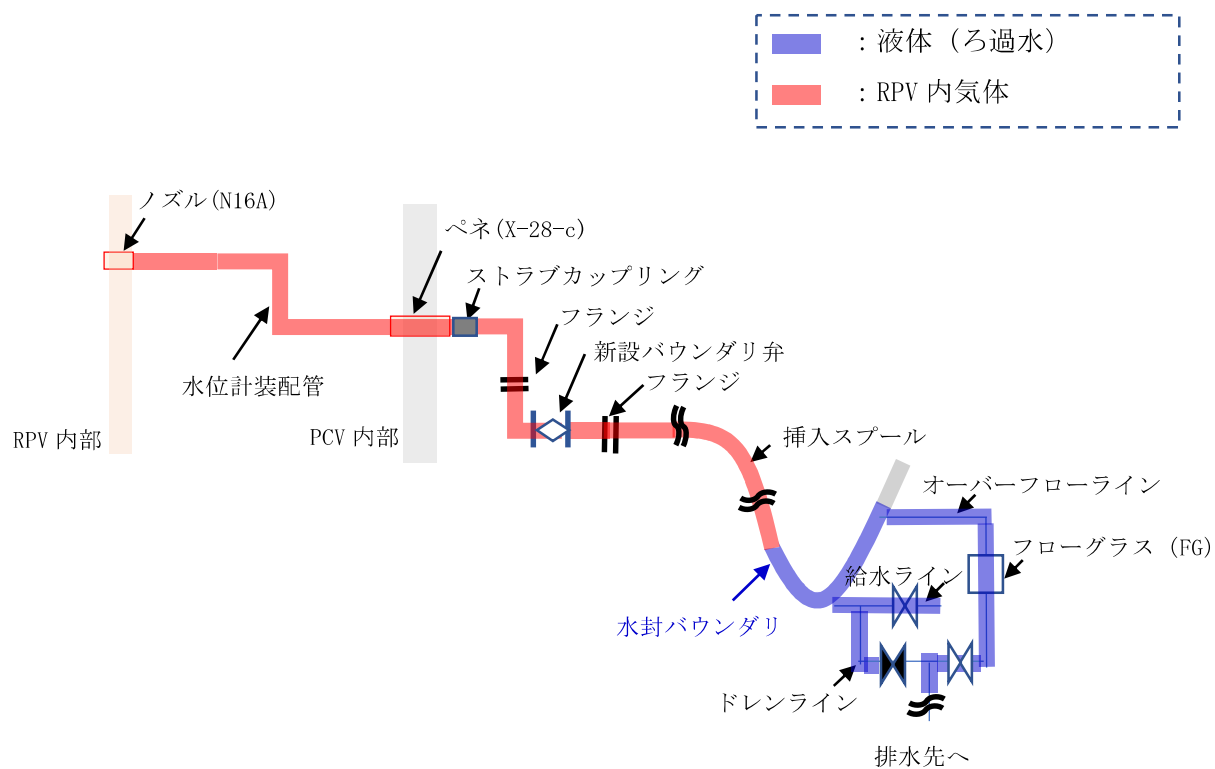 ：液体（ろ過水）
：RPV 内気体
ノズル(N16A)
ペネ(X-28-c)
ストラブカップリング
フランジ
新設バウンダリ弁
フランジ
水位計装配管
RPV 内部
PCV 内部
挿入スプール
オーバーフローライン
フローグラス (FG)
給水ライン
水封バウンダリ
ドレンライン
排水先へ